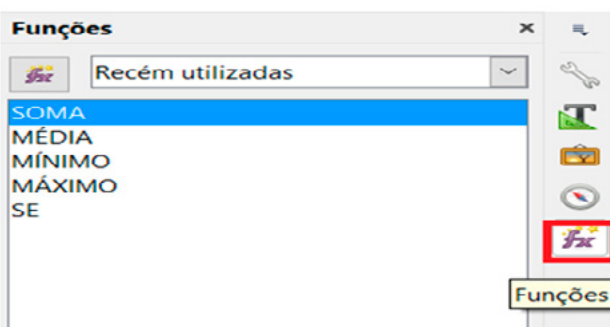 Funções
Recém utilizadas
SOMA
MÉDIA
MÍNIMO
MÁXIMO
SE
Funções